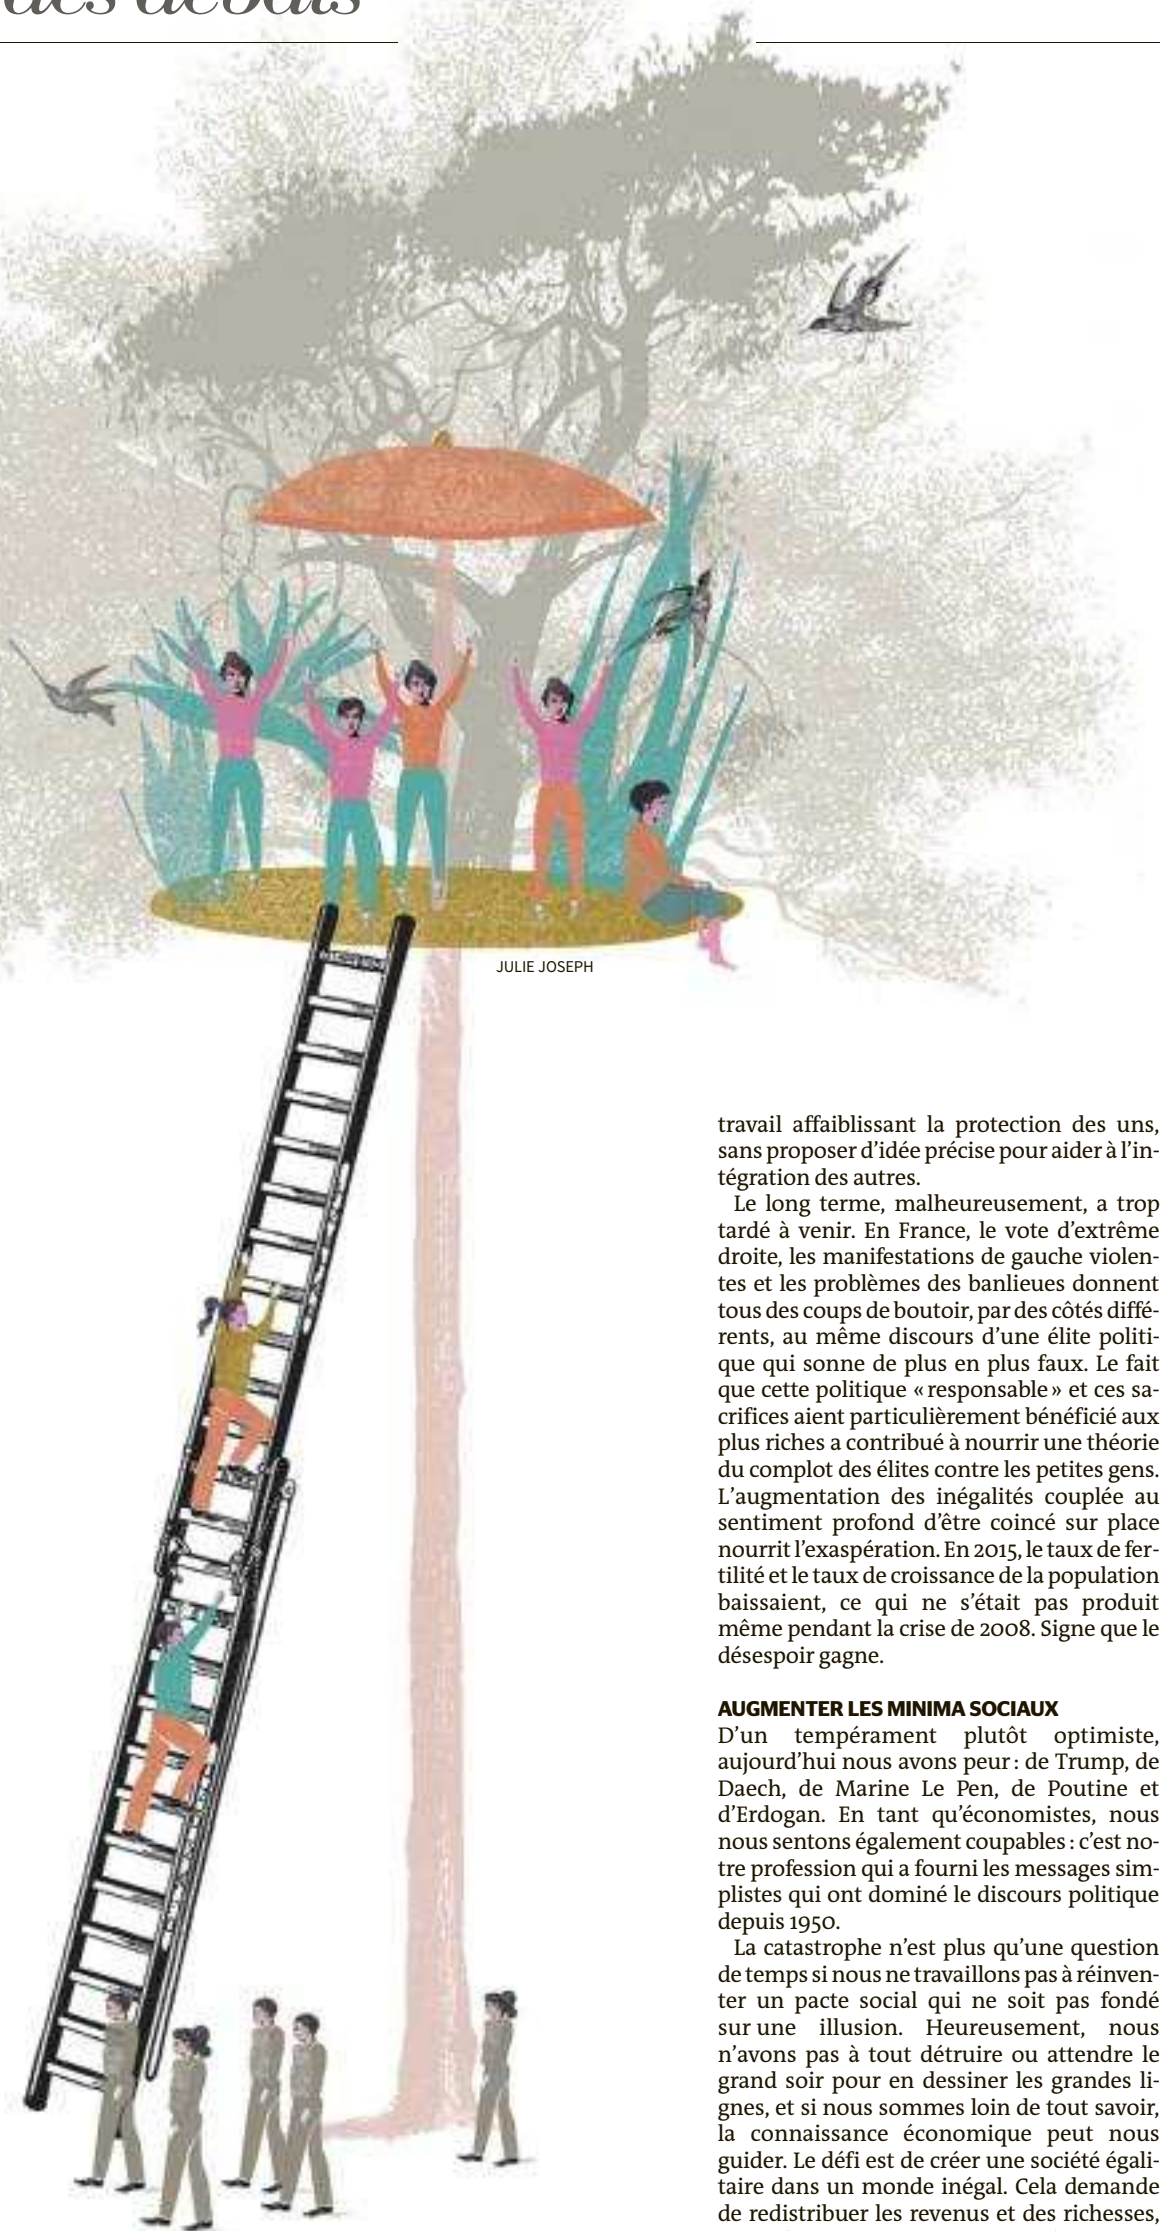 des débats
JULIE JOSEPH
travail affaiblissant la protection des uns,
sans proposer d'idée précise pour aider à l'in-
tégration des autres.
Le long terme, malheureusement, a trop
tardé à venir. En France, le vote d'extrême
droite, les manifestations de gauche violen-
tes et les problèmes des banlieues donnent
tous des coups de boutoir, par des côtés diffé-
rents, au même discours d'une élite politi-
que qui sonne de plus en plus faux. Le fait
que cette politique « responsable » et ces sa-
crifices aient particulièrement bénéficié aux
plus riches a contribué à nourrir une théorie
du complot des élites contre les petites gens.
L'augmentation des inégalités couplée au
sentiment profond d'être coincé sur place
nourrit l'exaspération. En 2015, le taux de fer-
tilité et le taux de croissance de la population
baissaient, ce qui ne s'était pas produit
même pendant la crise de 2008. Signe que le
désespoir gagne.
AUGMENTER LES MINIMA SOCIAUX
D'un tempérament plutôt optimiste,
aujourd'hui nous avons peur : de Trump, de
Daech, de Marine Le Pen, de Poutine et
d'Erdogan. En tant qu'économistes, nous
nous sentons également coupables : c'est no-
tre profession qui a fourni les messages sim-
plistes qui ont dominé le discours politique
depuis 1950.
La catastrophe n'est plus qu'une question
de temps si nous ne travaillons pas à réinven-
ter un pacte social qui ne soit pas fondé
sur une illusion. Heureusement, nous
n'avons pas à tout détruire ou attendre le
grand soir pour en dessiner les grandes li-
gnes, et si nous sommes loin de tout savoir,
la connaissance économique peut nous
guider. Le défi est de créer une société égali-
taire dans un monde inégal. Cela demande
de redistribuer les revenus et des richesses,